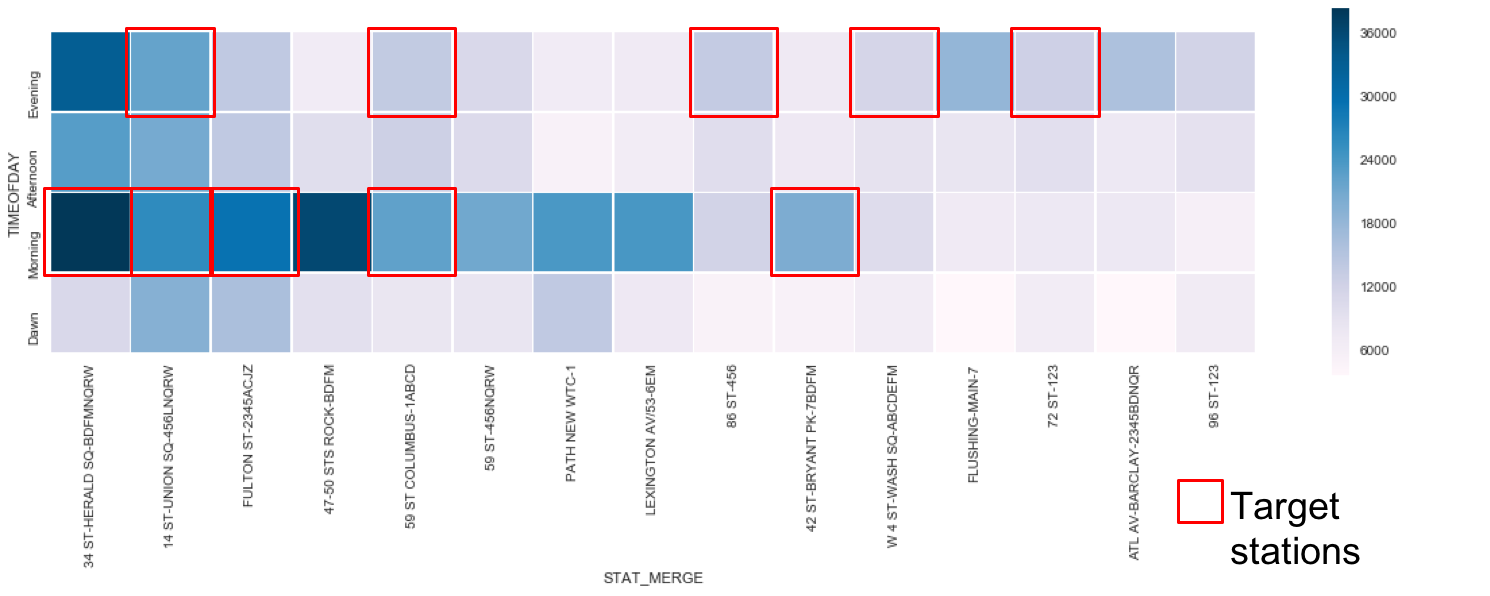 36000
30000
24000
18000
12000
6000
TIMEOFDAY
Evening
Afternoon
Morning
Dawn
34 ST-HERALD SQ-BDFMNQRW
14 ST-UNION SQ-456LNQRW
FULTON ST-2345ACJZ
47-50 STS ROCK-BDFM
59 ST COLUMBUS-1ABCD
59 ST-456NQRW
PATH NEW WTC-1
LEXINGTON AV/53-6EM
86 ST-456
42 ST-BRYANT PK-7BDFM
W 4 ST-WASH SQ-ABCDEFM
FLUSHING-MAIN-7
72 ST-123
ATL AV-BARCLAY-2345BDNQR
96 ST-123
STAT_MERGE
Target
stations